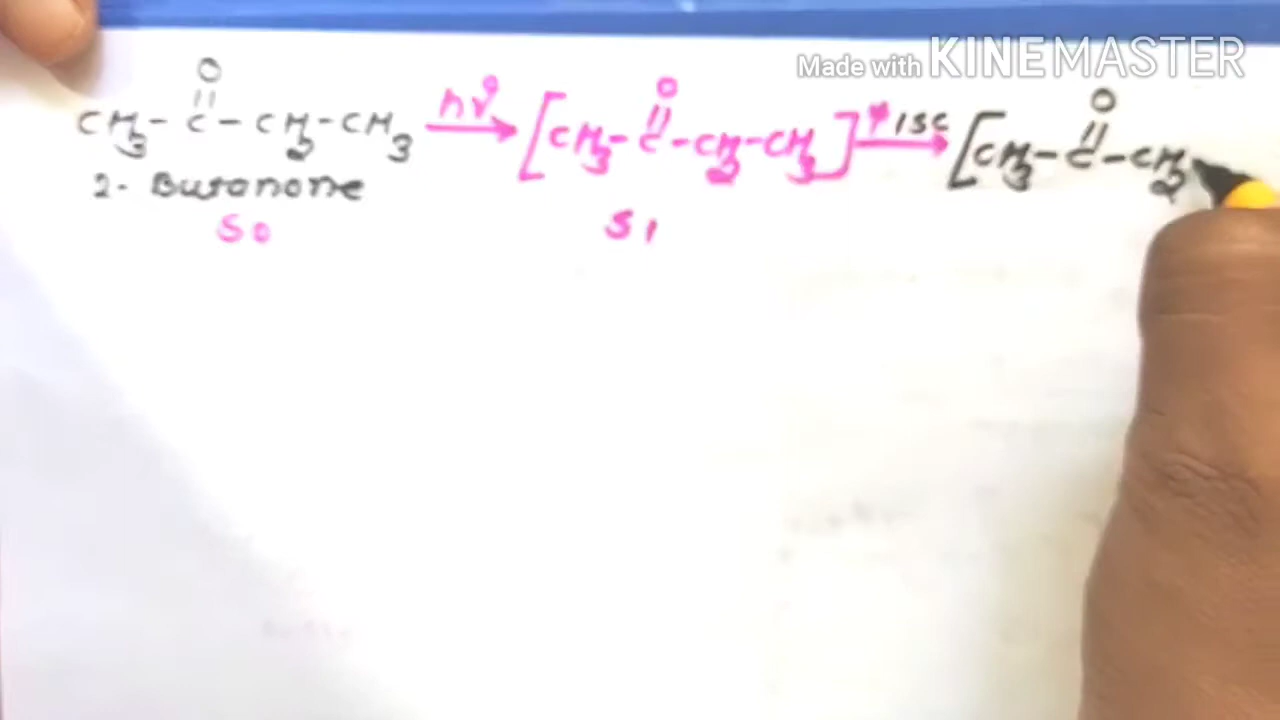 Made with KINEMASTER
O O O
|| || ||
CH3 - C - CH2 - CH3 hν [CH3 - C - CH2 - CH3]* ISC [CH3 - C - CH2
2 - Butanone
S0 S1